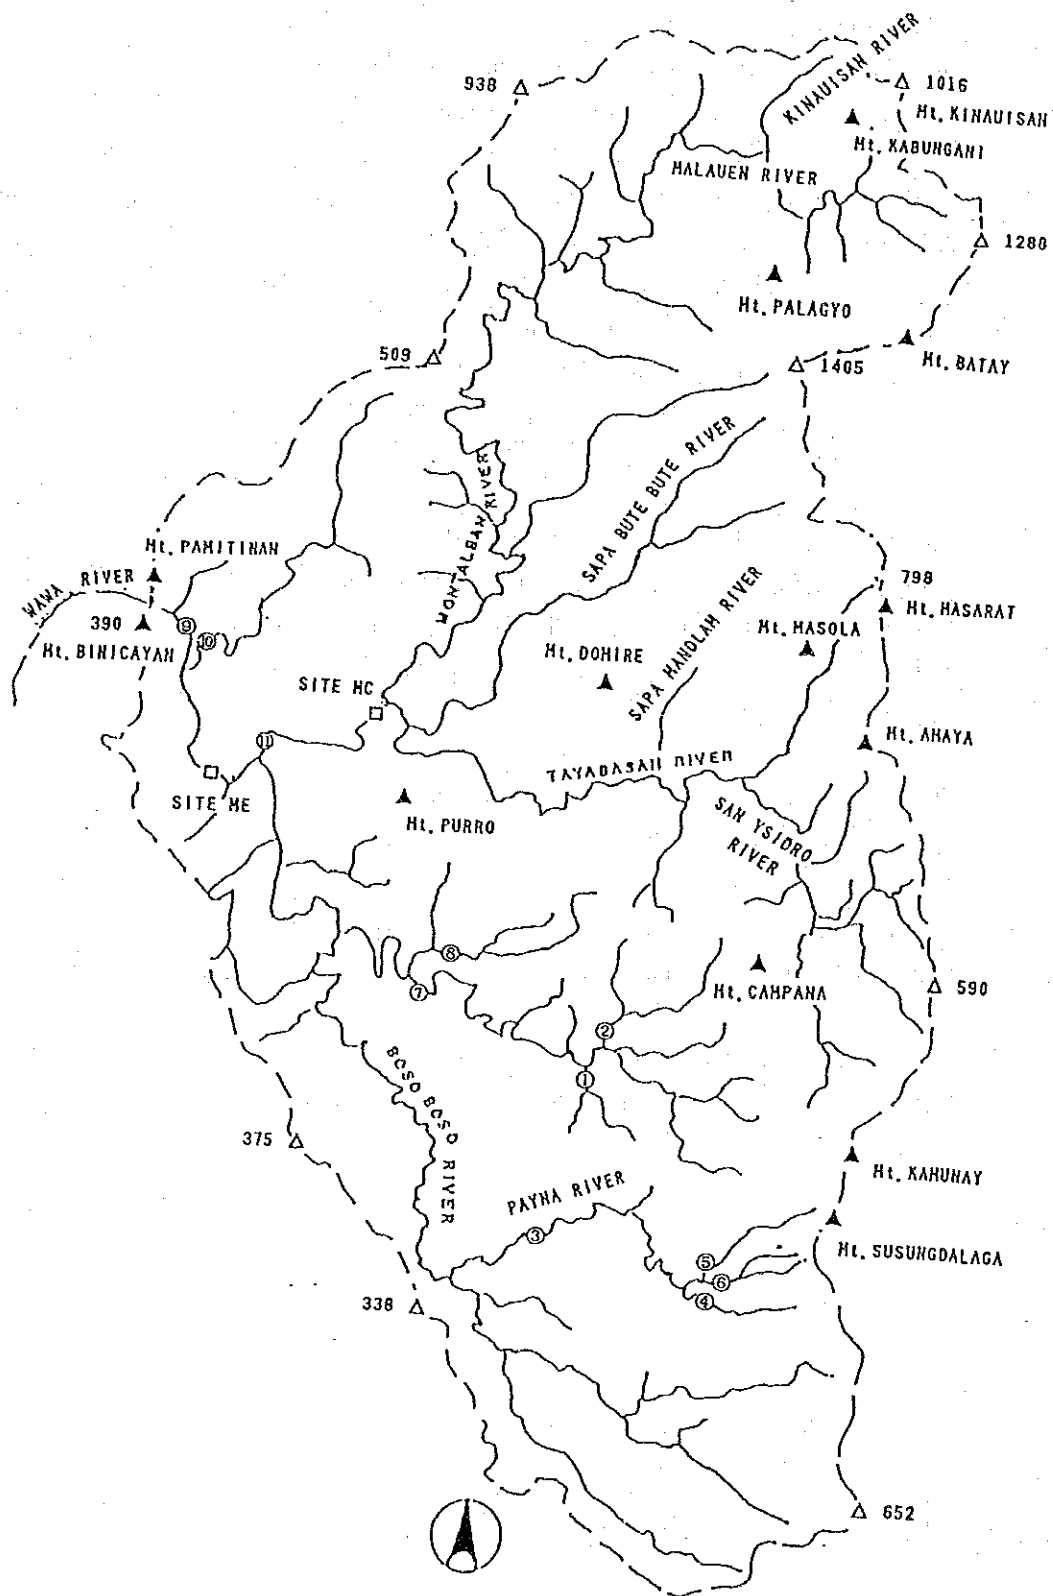 KINAUISAN RIVER
938
1016
Mt. KINAUISAN
Mt. KABUNGANI
MALAUEN RIVER
1280
Mt. PALAGYO
509
1405
Mt. BATAY
MONTALBAN RIVER
SAPA BUTE BUTE RIVER
Mt. PAMITINAN
WAWA RIVER
798
390
Mt. MASARAT
⑨
⑩
SAPA MANOLAH RIVER
Mt. MASOLA
Mt. BINICAYAN
Mt. DOMIRE
SITE MC
⑪
Mt. AMAYA
TAYABASAN RIVER
SITE ME
SAN YSIDRO
RIVER
Mt. PURRO
⑧
⑦
Mt. CAMPANA
590
②
①
BOSO BOSO RIVER
375
Mt. KAHUNAY
PAYNA RIVER
③
Mt. SUSUNGDALAGA
⑤
⑥
④
338
652